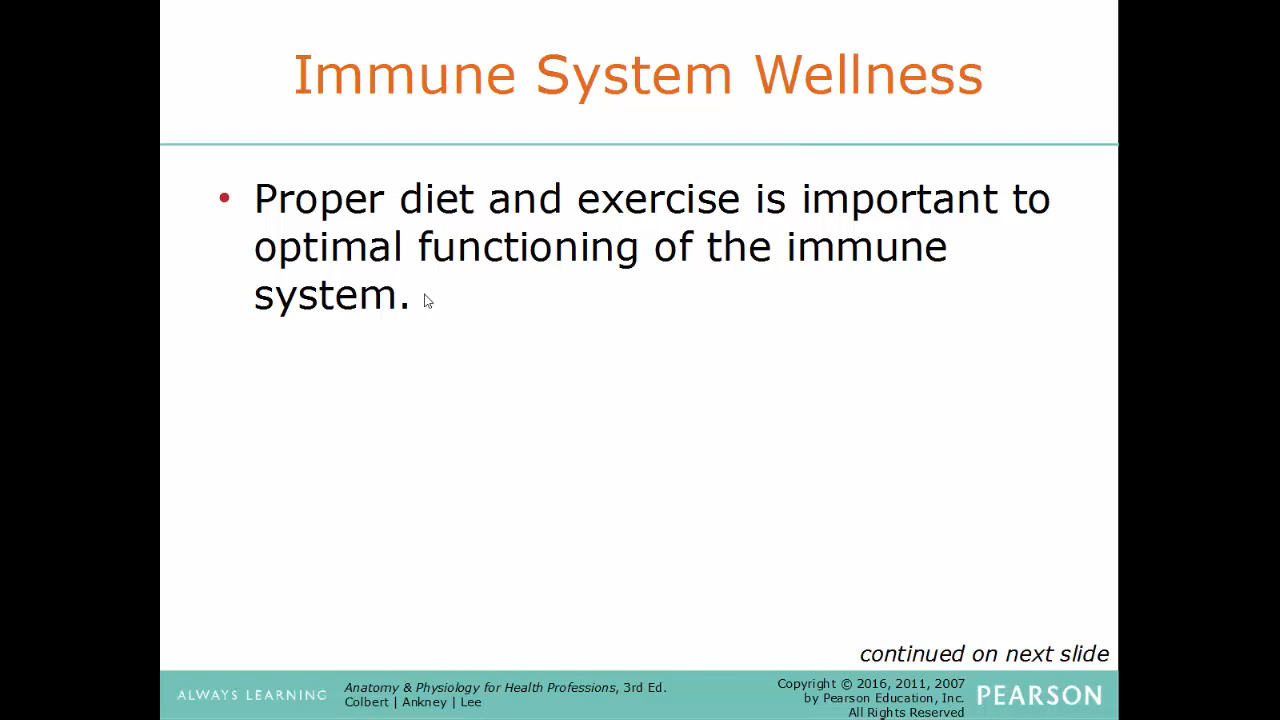 Immune System Wellness
• Proper diet and exercise is important to
optimal functioning of the immune
system.
continued on next slide
ALWAYS LEARNING
Anatomy & Physiology for Health Professions, 3rd Ed.
Colbert | Ankney | Lee
Copyright © 2016, 2011, 2007
by Pearson Education, Inc.
All Rights Reserved
PEARSON